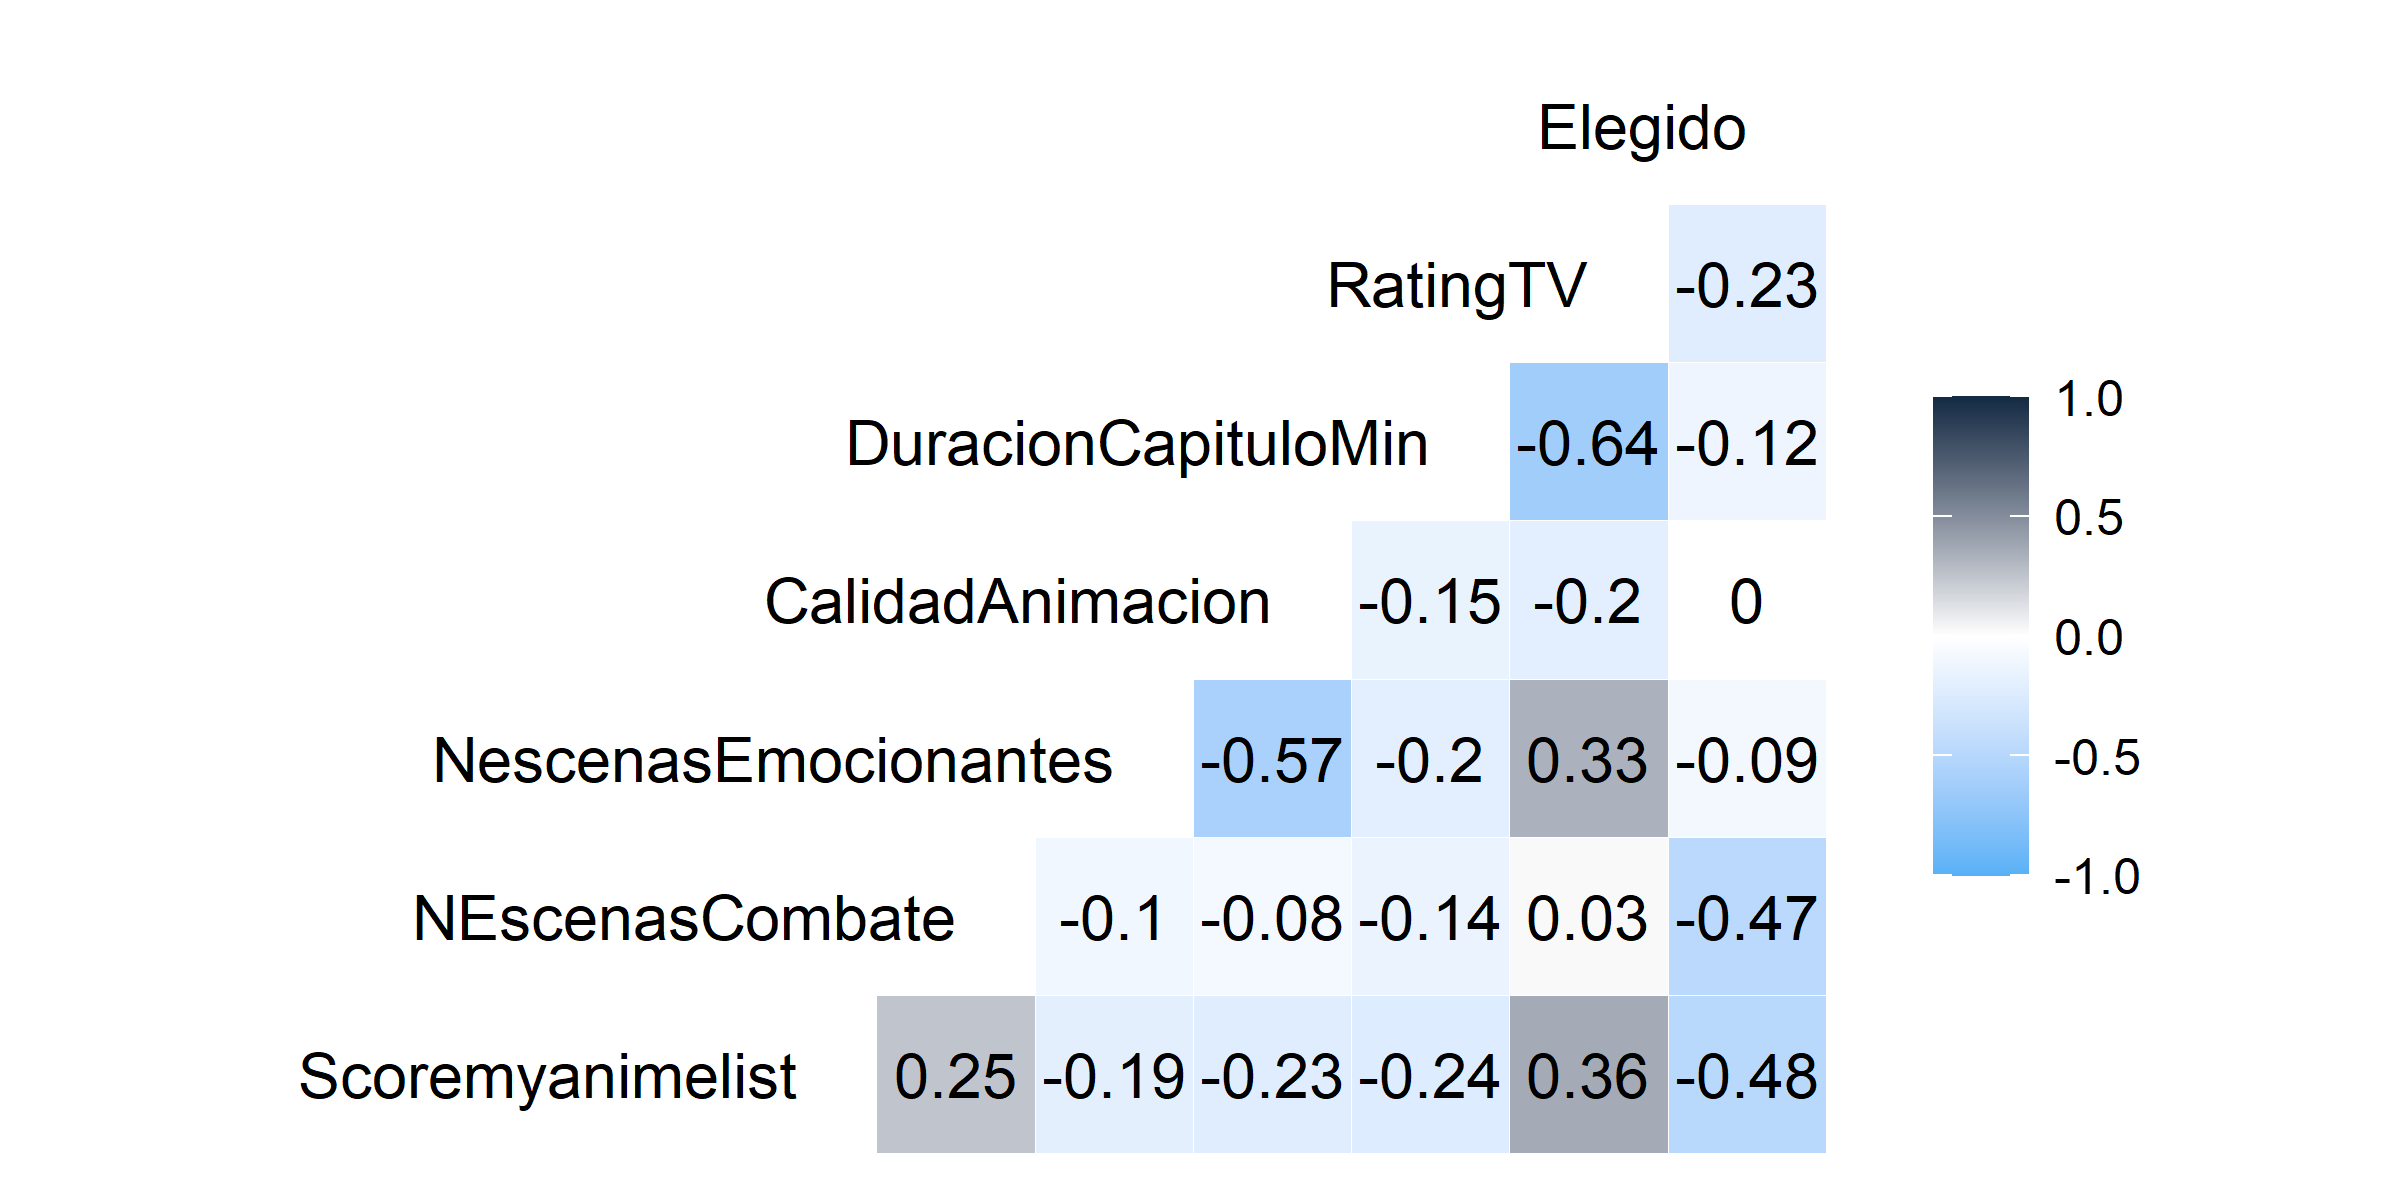 Elegido
RatingTV -0.23
DuracionCapituloMin -0.64 -0.12
CalidadAnimacion -0.15 -0.2 0
NescenasEmocionantes -0.57 -0.2 0.33 -0.09
NEscenasCombate -0.1 -0.08 -0.14 0.03 -0.47
Scoremyanimelist 0.25 -0.19 -0.23 -0.24 0.36 -0.48
1.0
0.5
0.0
-0.5
-1.0